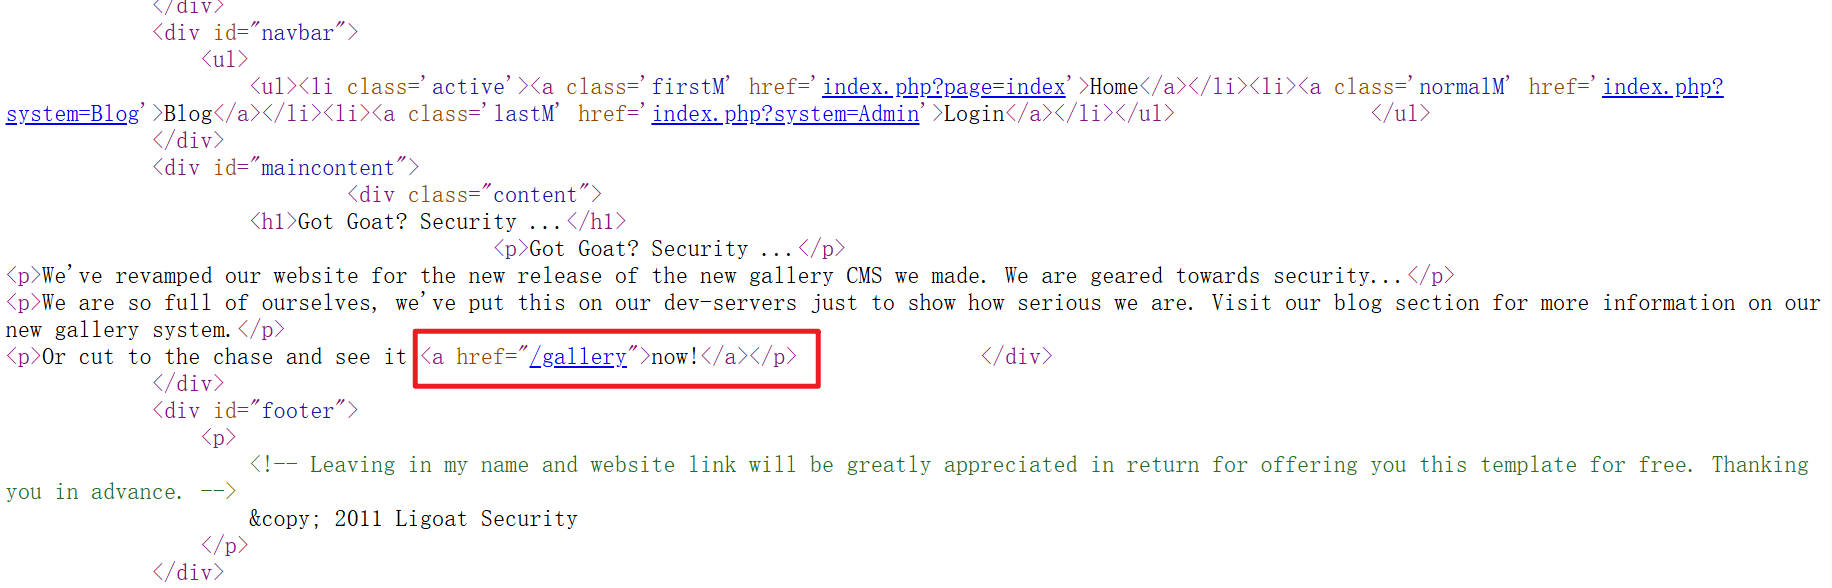 </div>
<div id="navbar">
<ul>
<ul><li class='active'><a class='firstM' href='index.php?page=index'>Home</a></li><li><a class='normalM' href='index.php?
system=Blog'>Blog</a></li><li><a class='lastM' href='index.php?system=Admin'>Login</a></li></ul> </ul>
</div>
<div id="maincontent">
<div class="content">
<h1>Got Goat? Security ...</h1>
<p>Got Goat? Security ...</p>
<p>We've revamped our website for the new release of the new gallery CMS we made. We are geared towards security...</p>
<p>We are so full of ourselves, we've put this on our dev-servers just to show how serious we are. Visit our blog section for more information on our
new gallery system.</p>
<p>Or cut to the chase and see it <a href="/gallery">now!</a></p> </div>
</div>
<div id="footer">
<p>
<!-- Leaving in my name and website link will be greatly appreciated in return for offering you this template for free. Thanking
you in advance. -->
&copy; 2011 Ligoat Security
</p>
</div>